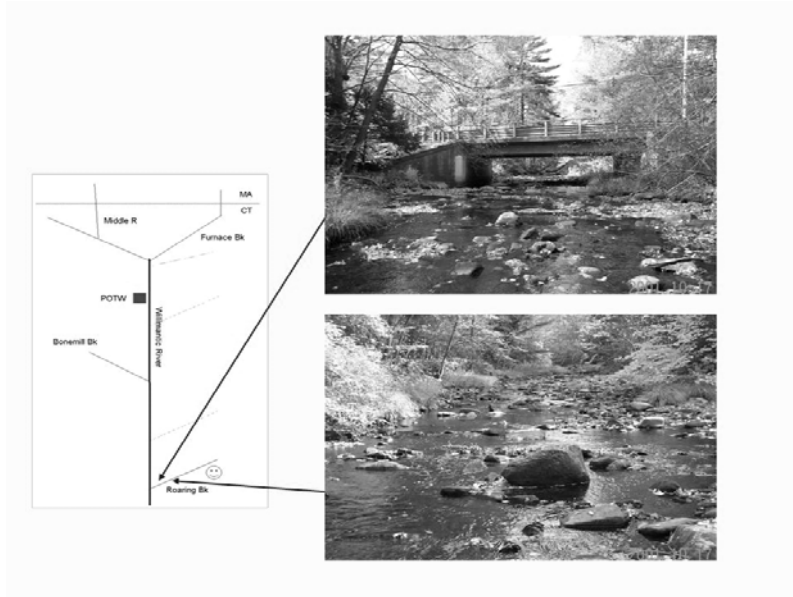 MA
CT
Middle R
Furnace Bk
POTW
Willimantic River
Bonemill Bk
Roaring Bk